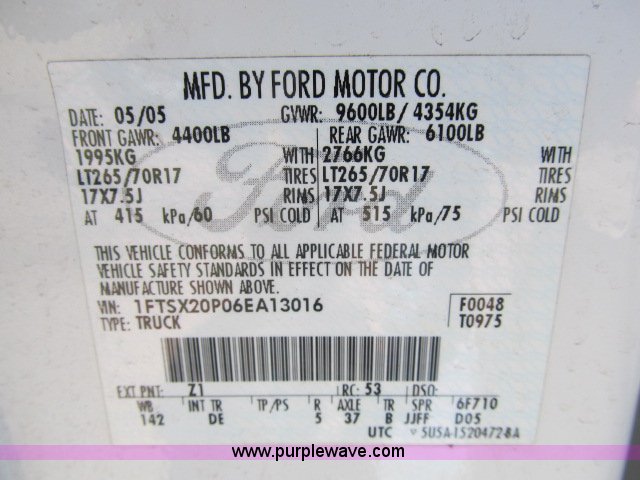 MFD. BY FORD MOTOR CO.
DATE: 05/05 GVWR: 9600LB/ 4354KG
FRONT GAWR: 4400LB REAR GAWR: 6100LB
1995KG WITH 2766KG WITH
LT265/70R17 TIRES LT265/70R17 TIRES
17X7.5J RIMS 17X7.5J RIMS
AT 415 kPa/60 PSI COLD AT 515 kPa/75 PSI COLD
Ford
THIS VEHICLE CONFORMS TO ALL APPLICABLE FEDERAL MOTOR
VEHICLE SAFETY STANDARDS IN EFFECT ON THE DATE OF
MANUFACTURE SHOWN ABOVE.
VIN: 1FTSX20P06EA13016 F0048
TYPE: TRUCK T0975
EXT PNT: Z1 RC: 53 DSO:
WB INT TR TP/PS R AXLE TR SPR 6F710
142 DE 5 37 B JJFF D05
UTC 5U5A-1520472-BA
www.purplewave.com